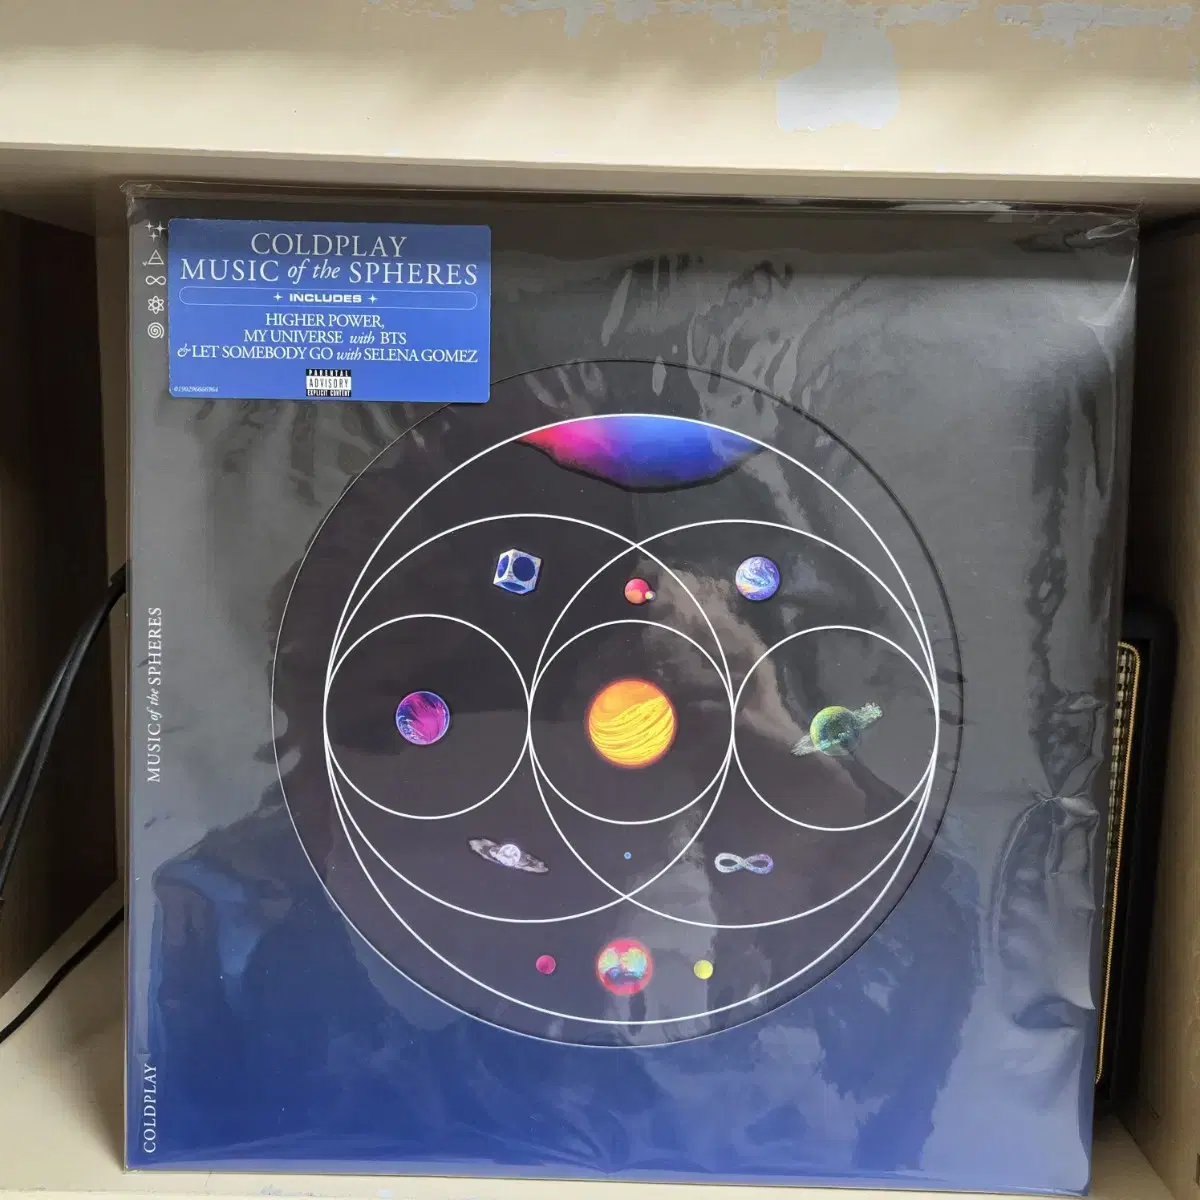 COLDPLAY
MUSIC of the SPHERES
INCLUDES
HIGHER POWER,
MY UNIVERSE with BTS
& LET SOMEBODY GO with SELENA GOMEZ
PARENTAL
ADVISORY
EXPLICIT CONTENT
0190296666964
MUSIC of the SPHERES
COLDPLAY